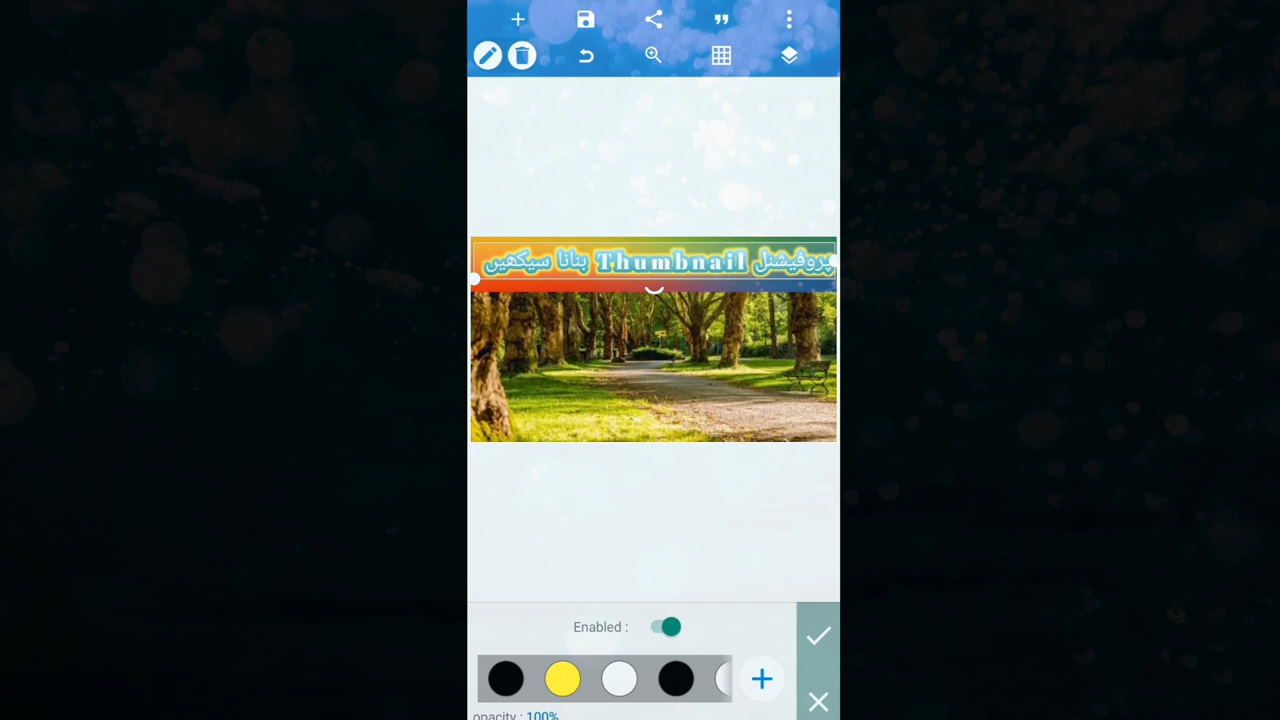 پروفیشنل Thumbnail بنانا سیکھیں
Enabled :
opacity : 100%